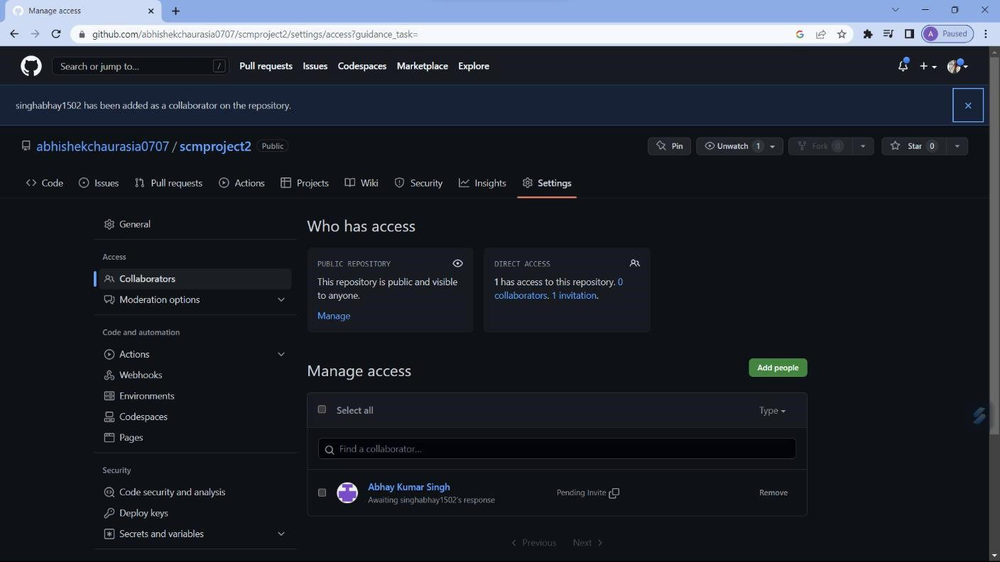 Manage access
github.com/abhishekchaurasia0707/scmproject2/settings/access?guidance_task=
A Paused
Search or jump to... /
Pull requests Issues Codespaces Marketplace Explore
singhabhay1502 has been added as a collaborator on the repository.
abhishekchaurasia0707 / scmproject2 Public
Pin Unwatch 1 Fork 0 Star 0
Code Issues Pull requests Actions Projects Wiki Security Insights Settings
General
Access
Collaborators
Moderation options
Code and automation
Actions
Webhooks
Environments
Codespaces
Pages
Security
Code security and analysis
Deploy keys
Secrets and variables
Who has access
PUBLIC REPOSITORY
This repository is public and visible
to anyone.
Manage
DIRECT ACCESS
1 has access to this repository. 0
collaborators. 1 invitation.
Manage access
Add people
Select all Type
Find a collaborator...
Abhay Kumar Singh
Awaiting singhabhay1502's response
Pending Invite
Remove
Previous Next